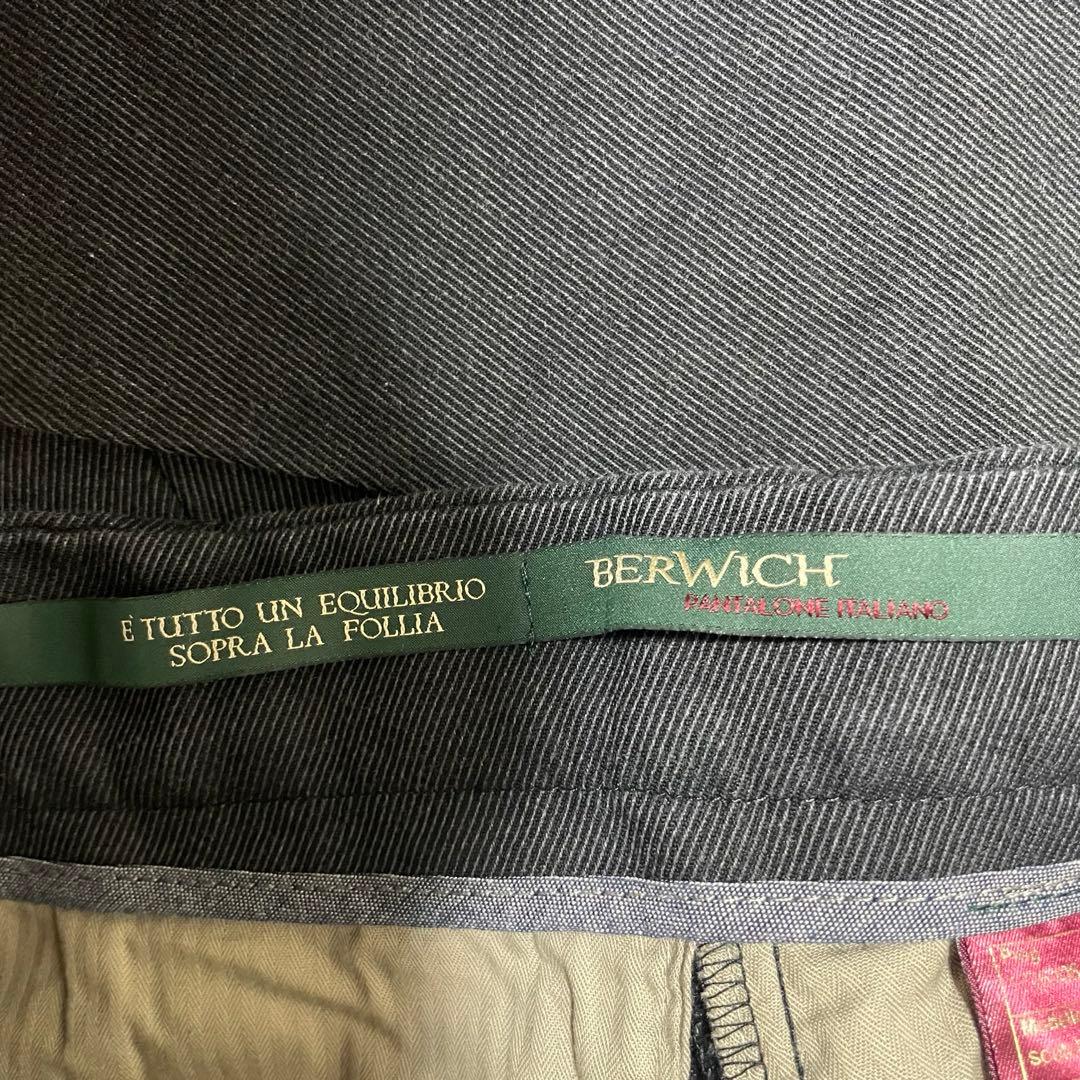 E' TUTTO UN EQUILIBRIO
SOPRA LA FOLLIA
BERWICH
PANTALONE ITALIANO